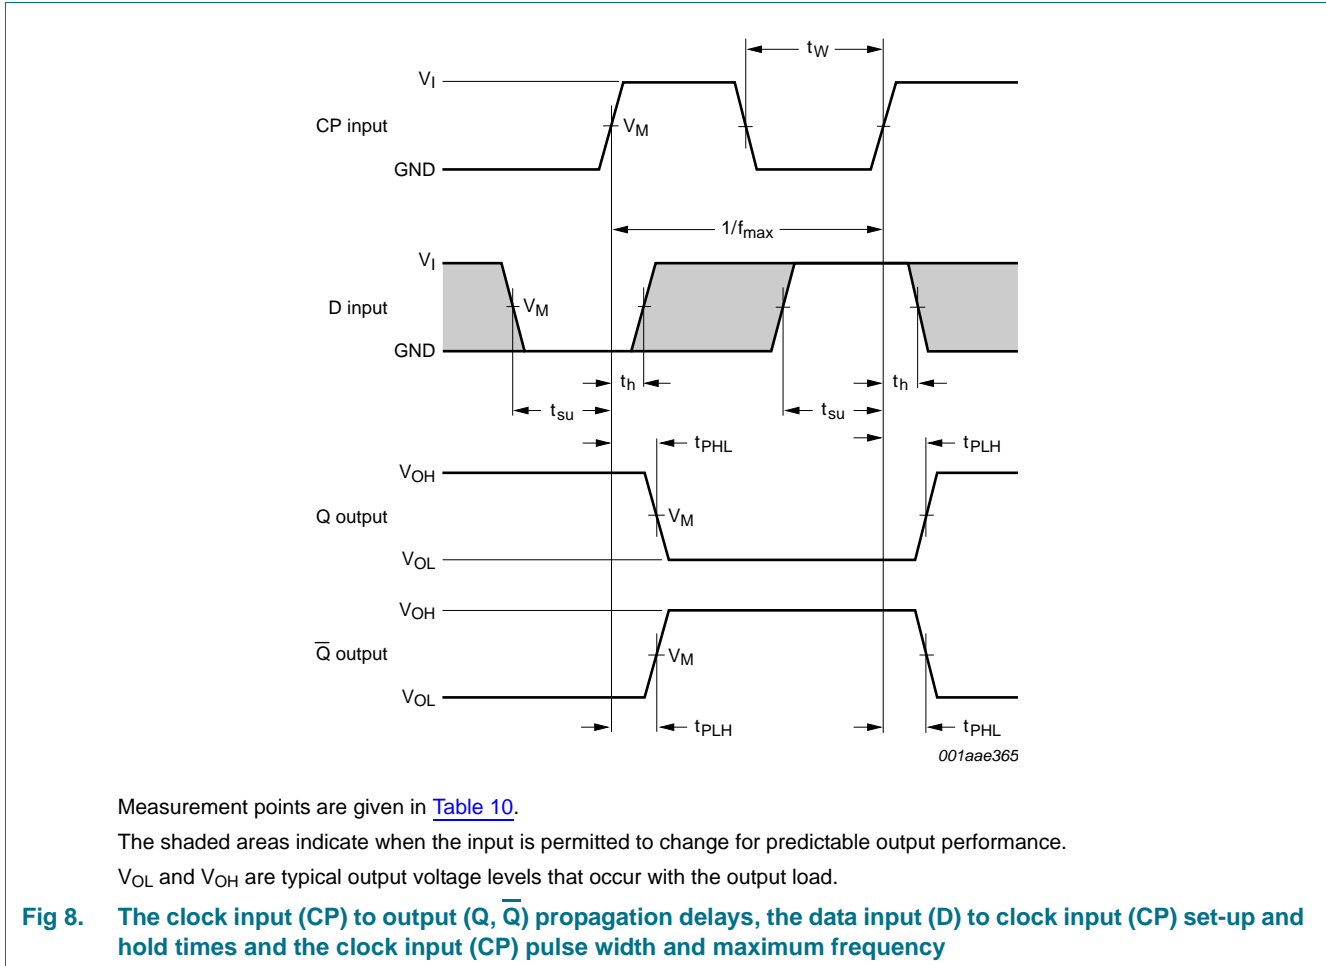 tW
VI
CP input
VM
GND
1/fmax
VI
D input
VM
GND
th
th
tsu
tsu
tPHL
tPLH
VOH
Q output
VM
VOL
VOH
Q̅ output
VM
VOL
tPLH
tPHL
001aae365
Measurement points are given in Table 10.
The shaded areas indicate when the input is permitted to change for predictable output performance.
VOL and VOH are typical output voltage levels that occur with the output load.
Fig 8. The clock input (CP) to output (Q, Q̅) propagation delays, the data input (D) to clock input (CP) set-up and
hold times and the clock input (CP) pulse width and maximum frequency